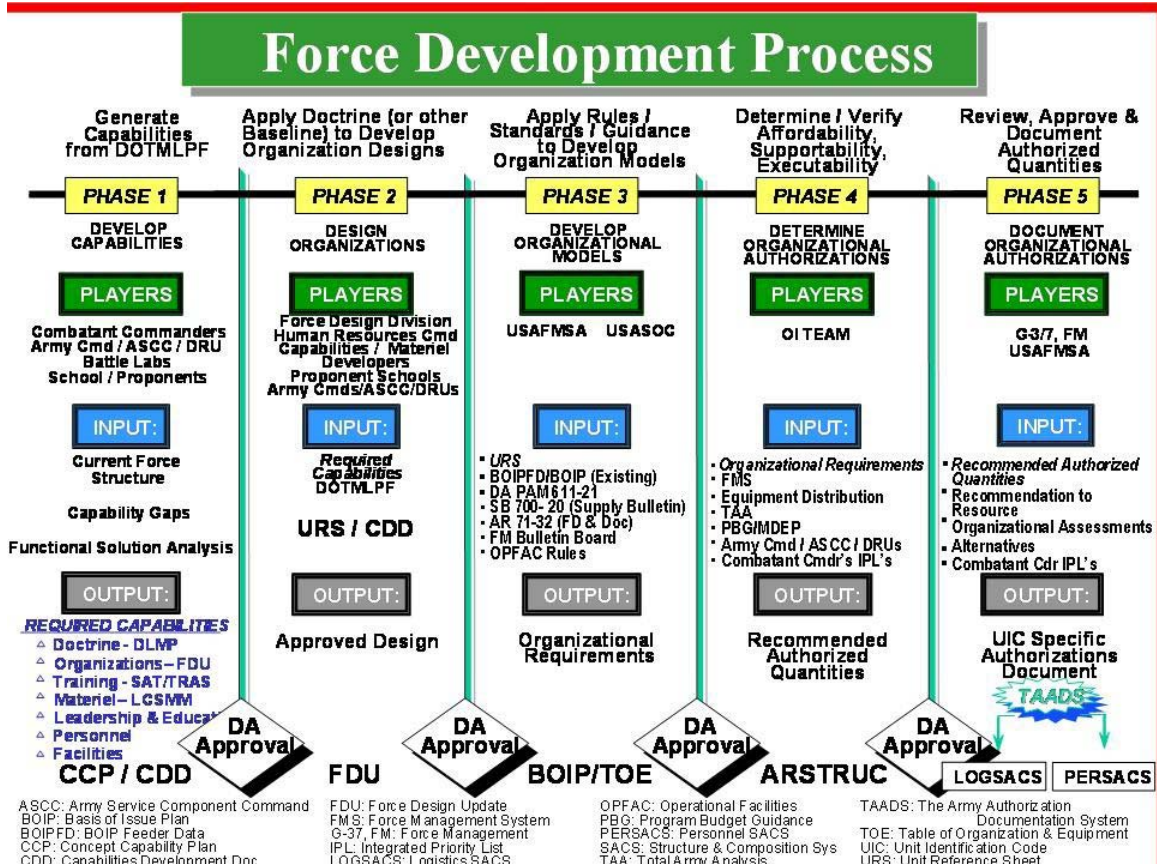 Force Development Process
Generate
Capabilities
from DOTMLPF
Apply Doctrine (or other
Baseline) to Develop
Organization Designs
Apply Rules /
Standards / Guidance
to Develop
Organization Models
Determine / Verify
Affordability,
Supportability,
Executability
Review, Approve &
Document
Authorized
Quantities
PHASE 1
PHASE 2
PHASE 3
PHASE 4
PHASE 5
DEVELOP
CAPABILITIES
DESIGN
ORGANIZATIONS
DEVELOP
ORGANIZATIONAL
MODELS
DETERMINE
ORGANIZATIONAL
AUTHORIZATIONS
DOCUMENT
ORGANIZATIONAL
AUTHORIZATIONS
PLAYERS
PLAYERS
PLAYERS
PLAYERS
PLAYERS
Combatant Commanders
Army Cmd / ASCC / DRU
Battle Labs
School / Proponents
Force Design Division
Human Resources Cmd
Capabilities / Materiel
Developers
Proponent Schools
Army Cmds/ASCC/DRUs
USAFMSA USASOC
OI TEAM
G-3/7, FM
USAFMSA
INPUT:
INPUT:
INPUT:
INPUT:
INPUT:
Current Force
Structure
Capability Gaps
Functional Solution Analysis
Required
Capabilities
DOTMLPF
URS / CDD
▪ URS
▪ BOIPFD/BOIP (Existing)
▪ DA PAM 611-21
▪ SB 700- 20 (Supply Bulletin)
▪ AR 71-32 (FD & Doc)
▪ FM Bulletin Board
▪ OPFAC Rules
▪ Organizational Requirements
▪ FMS
▪ Equipment Distribution
▪ TAA
▪ PBG/MDEP
▪ Army Cmd / ASCC / DRUs
▪ Combatant Cmdr's IPL's
▪ Recommended Authorized
Quantities
▪ Recommendation to
Resource
▪ Organizational Assessments
▪ Alternatives
▪ Combatant Cdr IPL's
OUTPUT:
OUTPUT:
OUTPUT:
OUTPUT:
OUTPUT:
REQUIRED CAPABILITIES
△ Doctrine - DLMP
△ Organizations – FDU
△ Training - SAT/TRAS
△ Materiel – LCSMM
△ Leadership & Educati
△ Personnel
△ Facilities
Approved Design
Organizational
Requirements
Recommended
Authorized
Quantities
UIC Specific
Authorizations
Document
TAADS
DA
Approval
DA
Approval
DA
Approval
DA
Approval
CCP / CDD
FDU
BOIP/TOE
ARSTRUC
LOGSACS
PERSACS
ASCC: Army Service Component Command
BOIP: Basis of Issue Plan
BOIPFD: BOIP Feeder Data
CCP: Concept Capability Plan
CDD: Capabilities Development Doc
FDU: Force Design Update
FMS: Force Management System
G-37, FM: Force Management
IPL: Integrated Priority List
LOGSACS: Logistics SACS
OPFAC: Operational Facilities
PBG: Program Budget Guidance
PERSACS: Personnel SACS
SACS: Structure & Composition Sys
TAA: Total Army Analysis
TAADS: The Army Authorization
Documentation System
TOE: Table of Organization & Equipment
UIC: Unit Identification Code
URS: Unit Reference Sheet